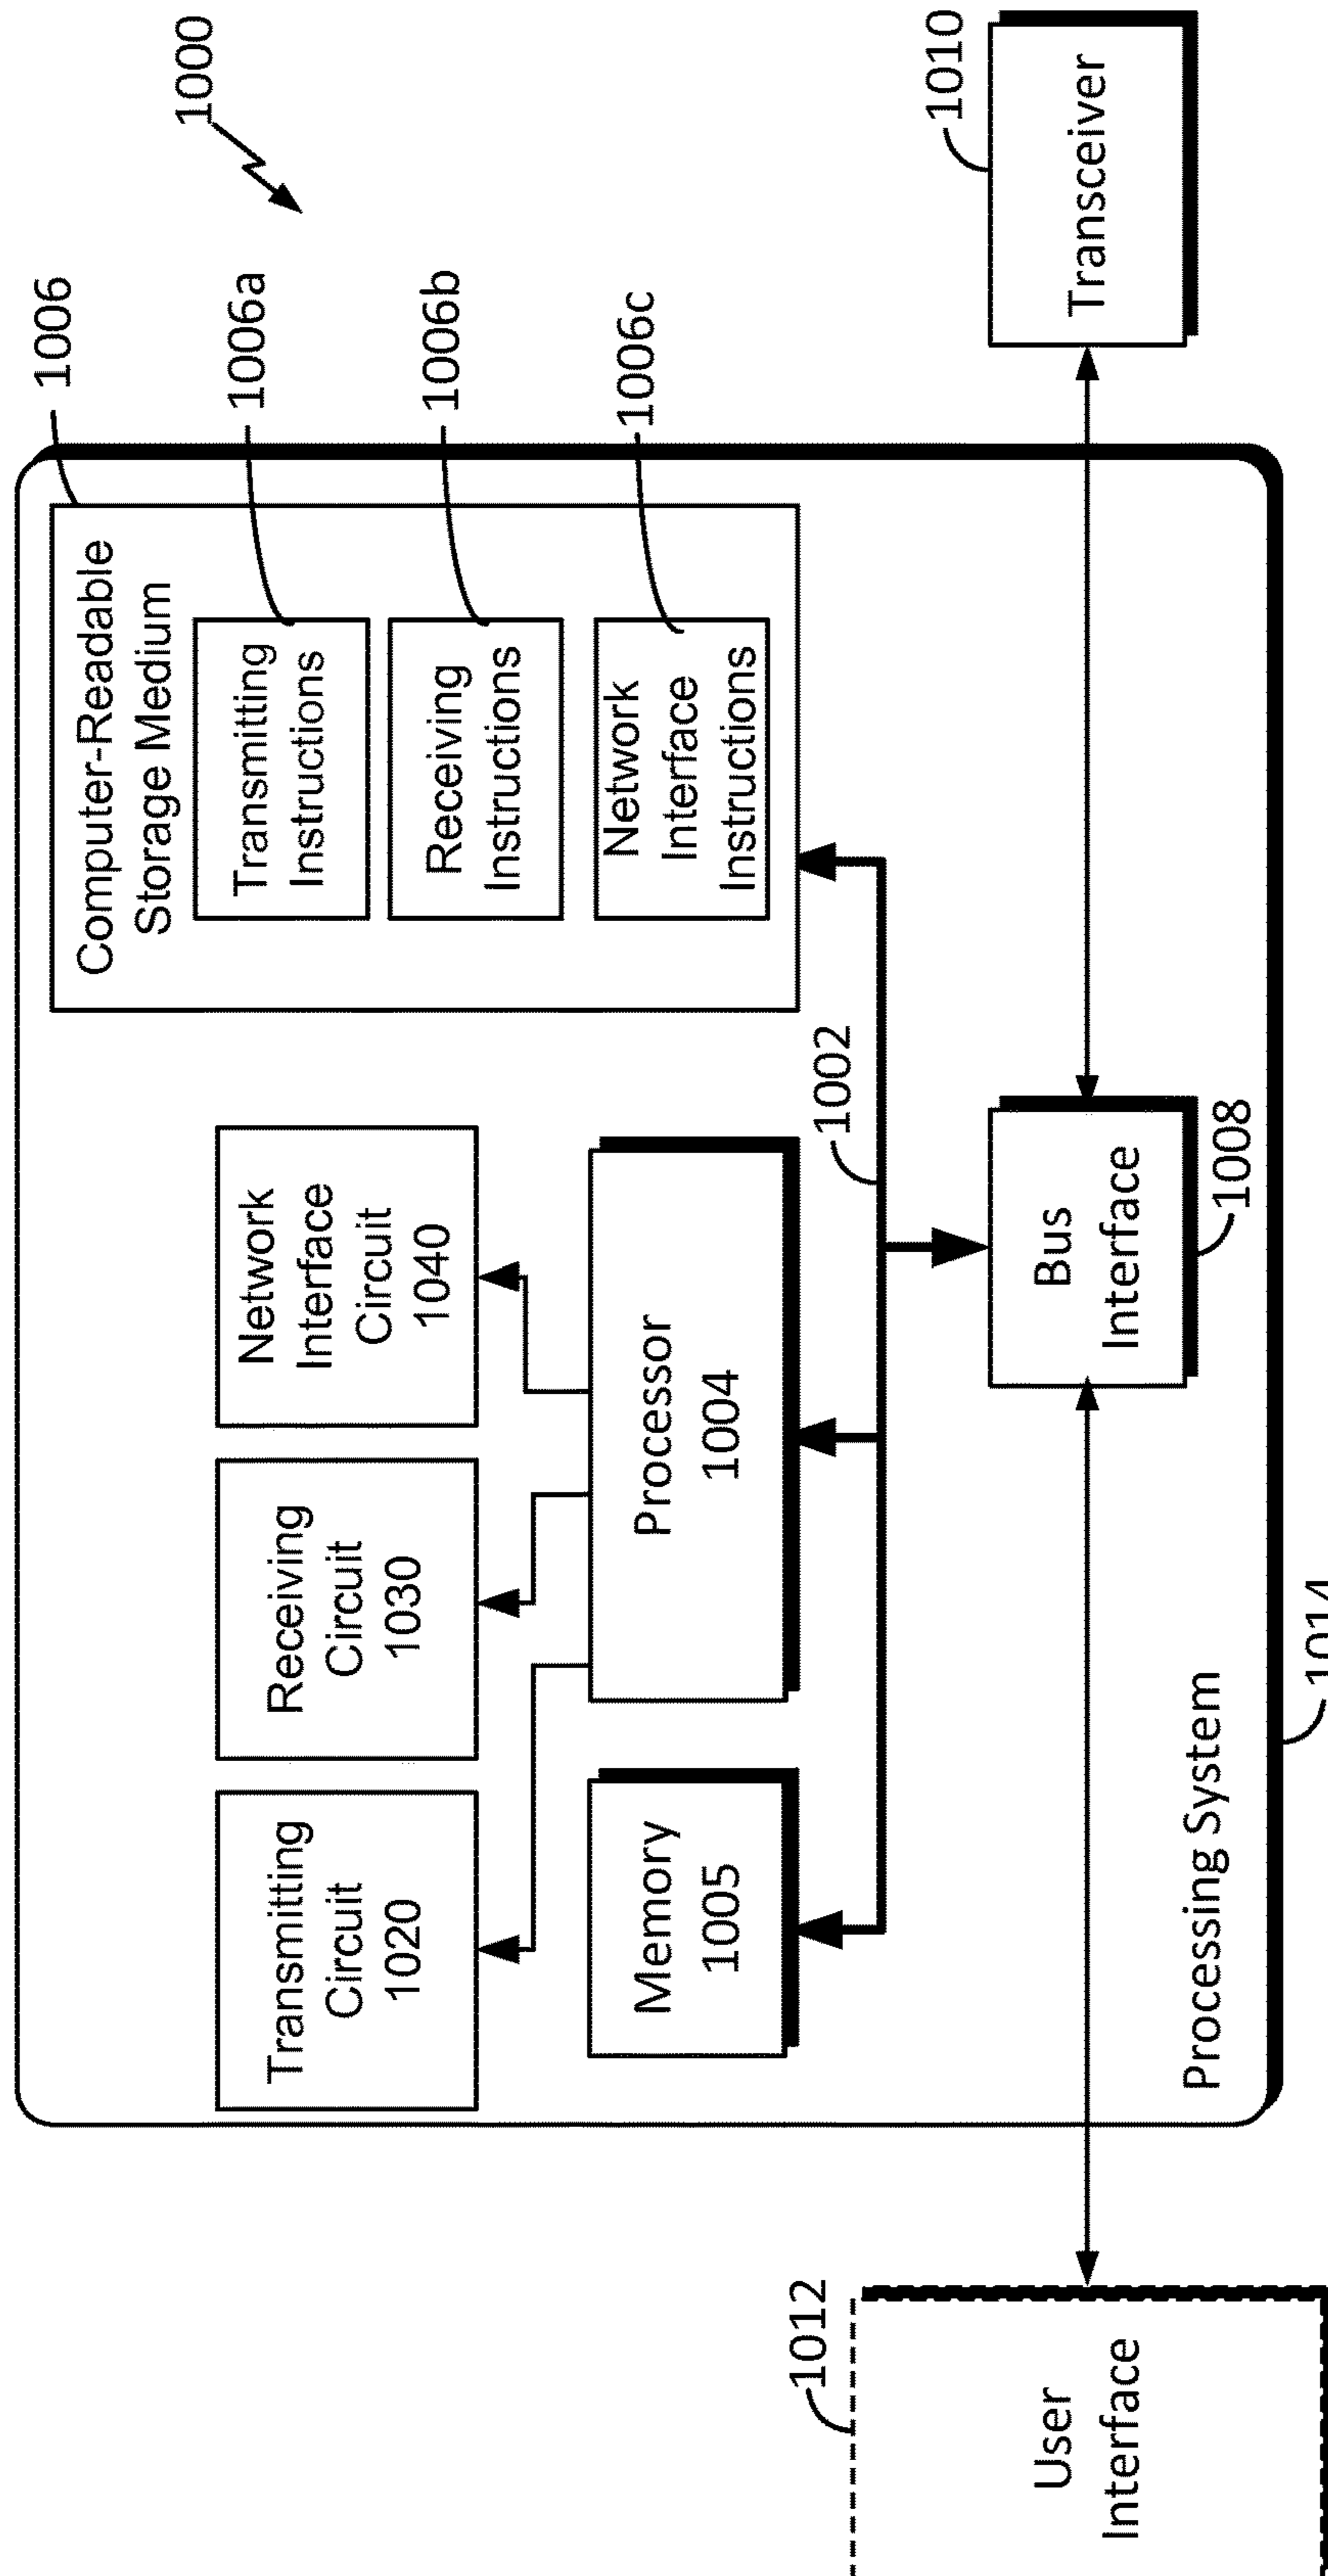 1000
1006
Computer-Readable
Storage Medium
1006a
Transmitting
Instructions
1006b
Receiving
Instructions
1006c
Network
Interface
Instructions
Transmitting
Circuit
1020
Receiving
Circuit
1030
Network
Interface
Circuit
1040
Memory
1005
Processor
1004
1002
1012
User
Interface
Bus
Interface
1008
1010
Transceiver
Processing System
1014